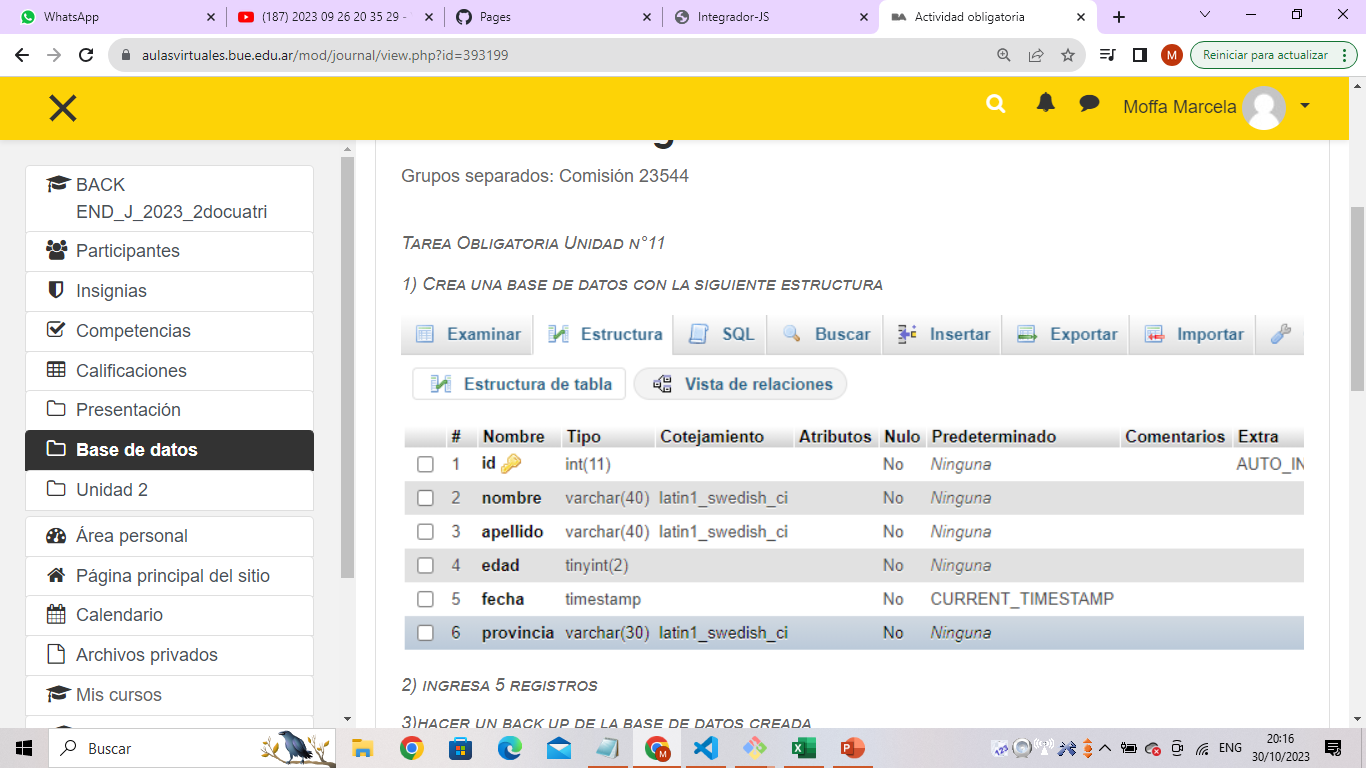 WhatsApp
(187) 2023 09 26 20 35 29 -
Pages
Integrador-JS
BA Actividad obligatoria
aulasvirtuales.bue.edu.ar/mod/journal/view.php?id=393199
M
Reiniciar para actualizar
Moffa Marcela
BACK
END_J_2023_2docuatri
Participantes
Insignias
Competencias
Calificaciones
Presentación
Base de datos
Unidad 2
Área personal
Página principal del sitio
Calendario
Archivos privados
Mis cursos
Grupos separados: Comisión 23544
Tarea Obligatoria Unidad n°11
1) Crea una base de datos con la siguiente estructura
Examinar Estructura SQL Buscar Insertar Exportar Importar
Estructura de tabla Vista de relaciones
# Nombre Tipo Cotejamiento Atributos Nulo Predeterminado Comentarios Extra
1 id int(11) No Ninguna AUTO_IN
2 nombre varchar(40) latin1_swedish_ci No Ninguna
3 apellido varchar(40) latin1_swedish_ci No Ninguna
4 edad tinyint(2) No Ninguna
5 fecha timestamp No CURRENT_TIMESTAMP
6 provincia varchar(30) latin1_swedish_ci No Ninguna
2) ingresa 5 registros
3)hacer un back up de la base de datos creada
Buscar
M
ENG
20:16
30/10/2023